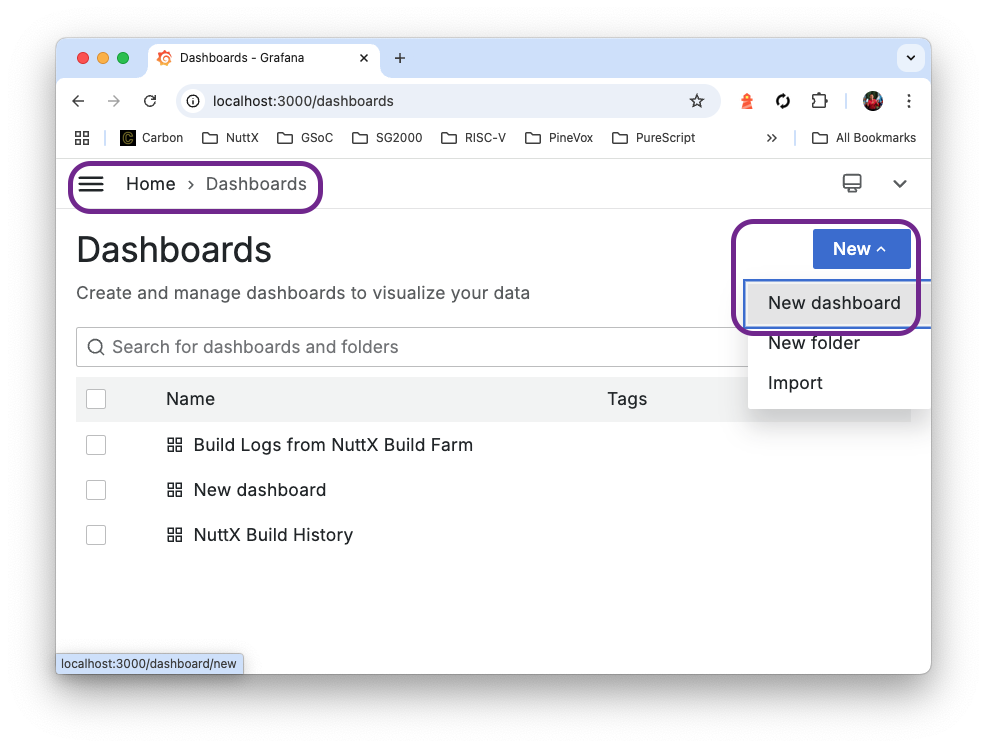 Dashboards - Grafana
localhost:3000/dashboards
Carbon NuttX GSoC SG2000 RISC-V PineVox PureScript » All Bookmarks
Home › Dashboards
Dashboards
New
Create and manage dashboards to visualize your data
New dashboard
Search for dashboards and folders
New folder
Import
Name Tags
Build Logs from NuttX Build Farm
New dashboard
NuttX Build History
localhost:3000/dashboard/new